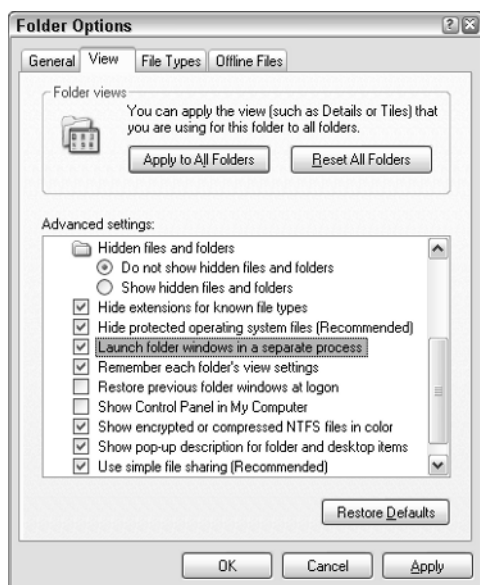 Folder Options
General View File Types Offline Files
Folder views
You can apply the view (such as Details or Tiles) that
you are using for this folder to all folders.
Apply to All Folders Reset All Folders
Advanced settings:
Hidden files and folders
Do not show hidden files and folders
Show hidden files and folders
Hide extensions for known file types
Hide protected operating system files (Recommended)
Launch folder windows in a separate process
Remember each folder's view settings
Restore previous folder windows at logon
Show Control Panel in My Computer
Show encrypted or compressed NTFS files in color
Show pop-up description for folder and desktop items
Use simple file sharing (Recommended)
Restore Defaults
OK Cancel Apply